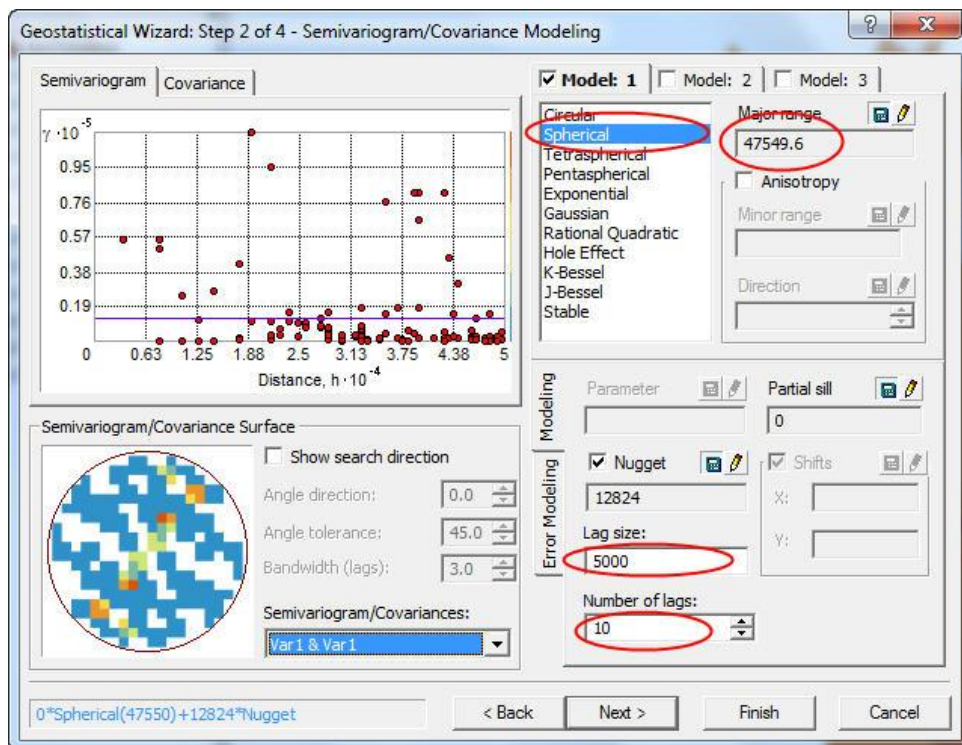 Geostatistical Wizard: Step 2 of 4 - Semivariogram/Covariance Modeling
Semivariogram
Covariance
γ · 10⁻⁵
0.95
0.76
0.57
0.38
0.19
0 0.63 1.25 1.88 2.5 3.13 3.75 4.38 5
Distance, h · 10⁻⁴
Semivariogram/Covariance Surface
Show search direction
Angle direction: 0.0
Angle tolerance: 45.0
Bandwidth (lags): 3.0
Semivariogram/Covariances:
Var1 & Var1
Model: 1
Model: 2
Model: 3
Circular
Spherical
Tetraspherical
Pentaspherical
Exponential
Gaussian
Rational Quadratic
Hole Effect
K-Bessel
J-Bessel
Stable
Major range
47549.6
Anisotropy
Minor range
Direction
Modeling
Error Modeling
Parameter
Partial sill
0
Nugget
12824
Shifts
X:
Y:
Lag size:
5000
Number of lags:
10
0*Spherical(47550)+12824*Nugget
< Back
Next >
Finish
Cancel